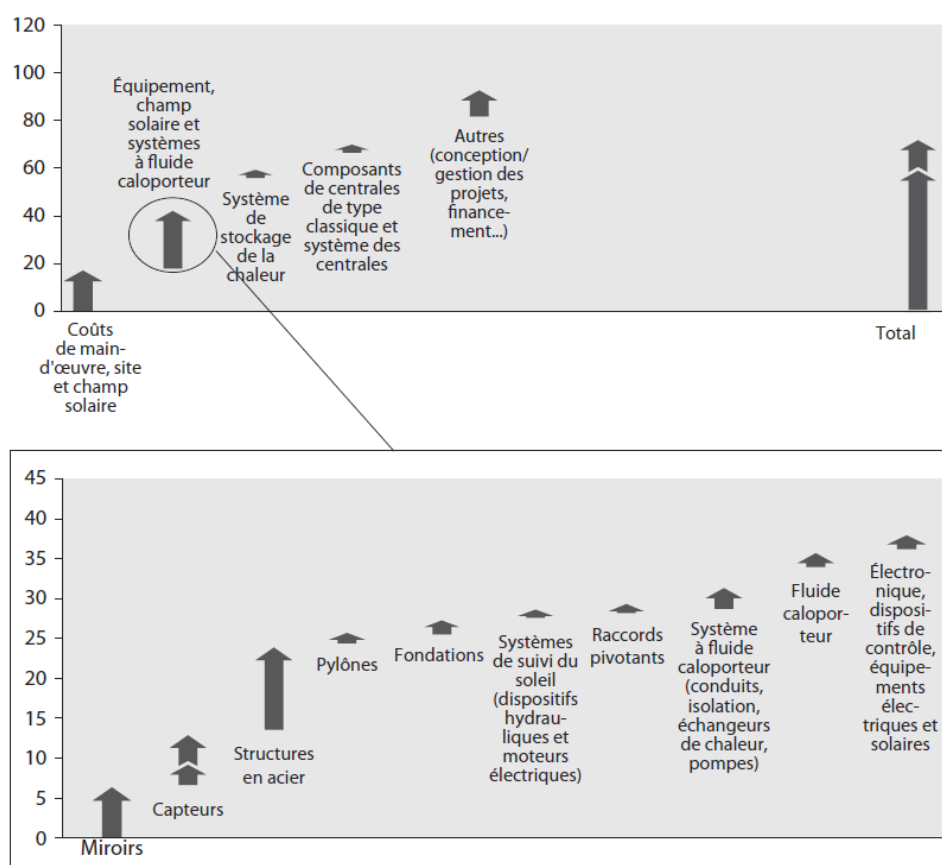 120
100
80
60
40
20
0
Équipement,
champ
solaire et
systèmes
à fluide
caloporteur
Système
de
stockage
de la
chaleur
Composants
de centrales
de type
classique et
système des
centrales
Autres
(conception/
gestion des
projets,
finance-
ment...)
Coûts
de main-
d'œuvre, site
et champ
solaire
Total
45
40
35
30
25
20
15
10
5
0
Miroirs
Capteurs
Structures
en acier
Pylônes
Fondations
Systèmes
de suivi du
soleil
(dispositifs
hydrau-
liques et
moteurs
électriques)
Raccords
pivotants
Système
à fluide
caloporteur
(conduits,
isolation,
échangeurs
de chaleur,
pompes)
Fluide
calopor-
teur
Électro-
nique,
disposi-
tifs de
contrôle,
équipe-
ments
élec-
triques et
solaires